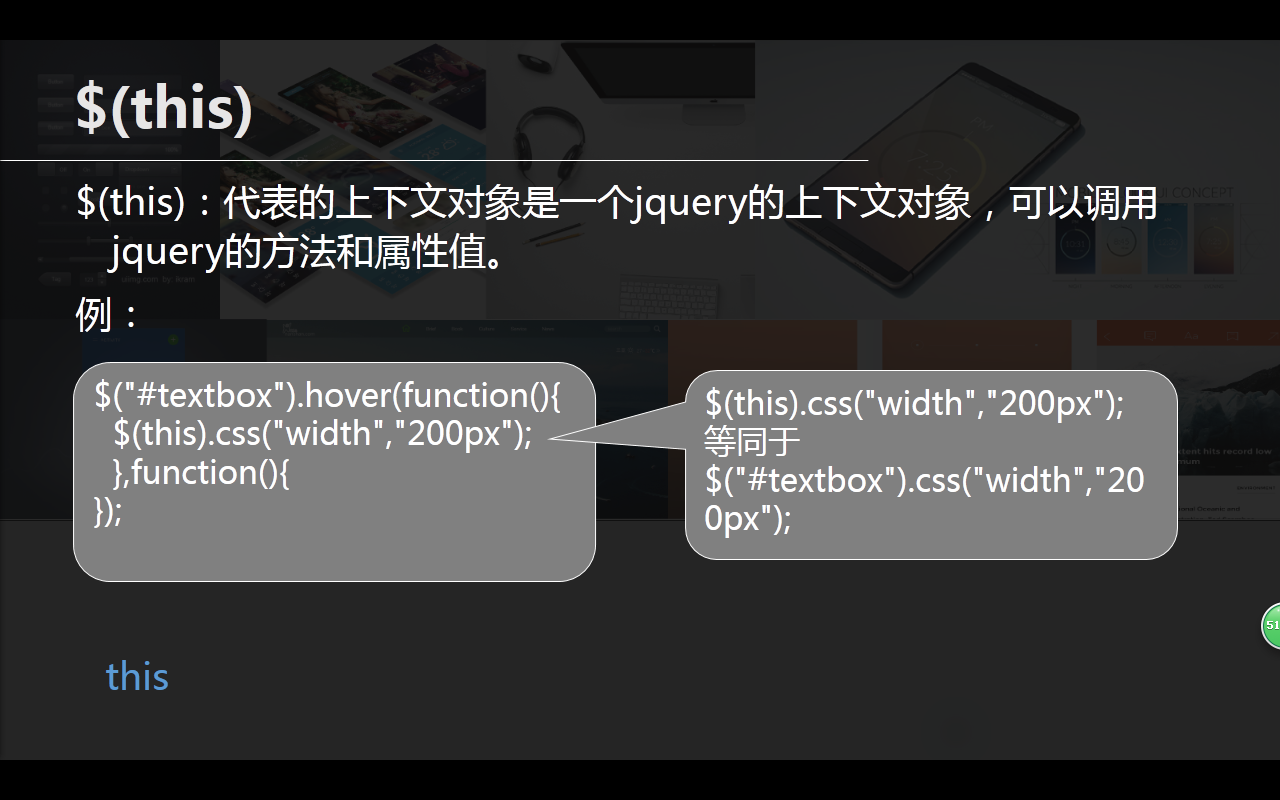 $(this)
$(this)：代表的上下文对象是一个jquery的上下文对象，可以调用
jquery的方法和属性值。
例：
$("#textbox").hover(function(){
$(this).css("width","200px");
},function(){
});
$(this).css("width","200px");
等同于
$("#textbox").css("width","20
0px");
this
51